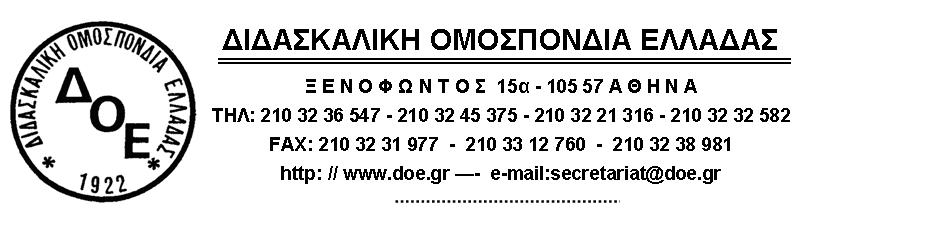 ΔΙΔΑΣΚΑΛΙΚΗ ΟΜΟΣΠΟΝΔΙΑ ΕΛΛΑΔΑΣ
Δ
Ο
Ε
* 1922 *
ΔΙΔΑΣΚΑΛΙΚΗ ΟΜΟΣΠΟΝΔΙΑ ΕΛΛΑΔΑΣ
Ξ Ε Ν Ο Φ Ω Ν Τ Ο Σ 15α - 105 57 Α Θ Η Ν Α
ΤΗΛ: 210 32 36 547 - 210 32 45 375 - 210 32 21 316 - 210 32 32 582
FAX: 210 32 31 977 - 210 33 12 760 - 210 32 38 981
http: // www.doe.gr —- e-mail:secretariat@doe.gr